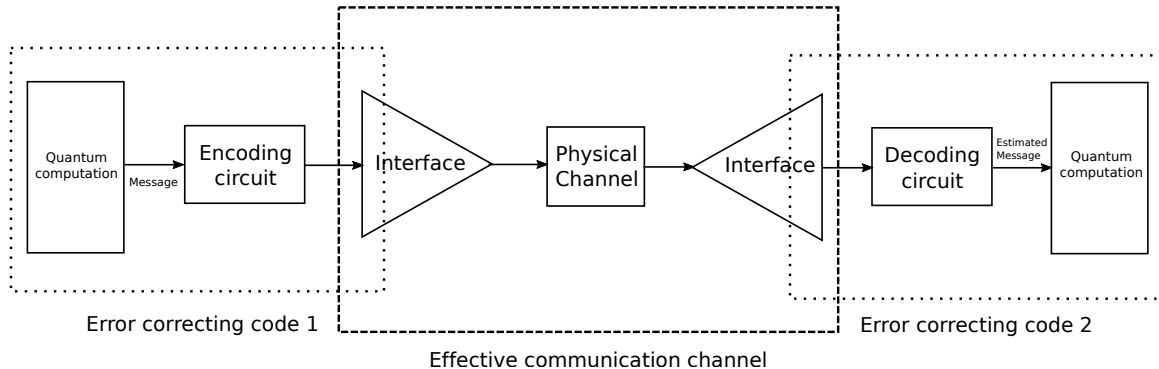 Quantum
computation
Message
Encoding
circuit
Interface
Physical
Channel
Interface
Decoding
circuit
Estimated
Message
Quantum
computation
Error correcting code 1
Error correcting code 2
Effective communication channel